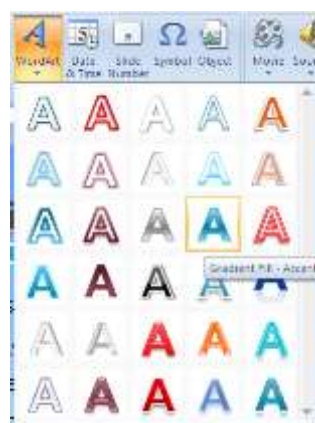 WordArt Date & Time Slide Number Symbol Object Movie
Gradient Fill - Accent